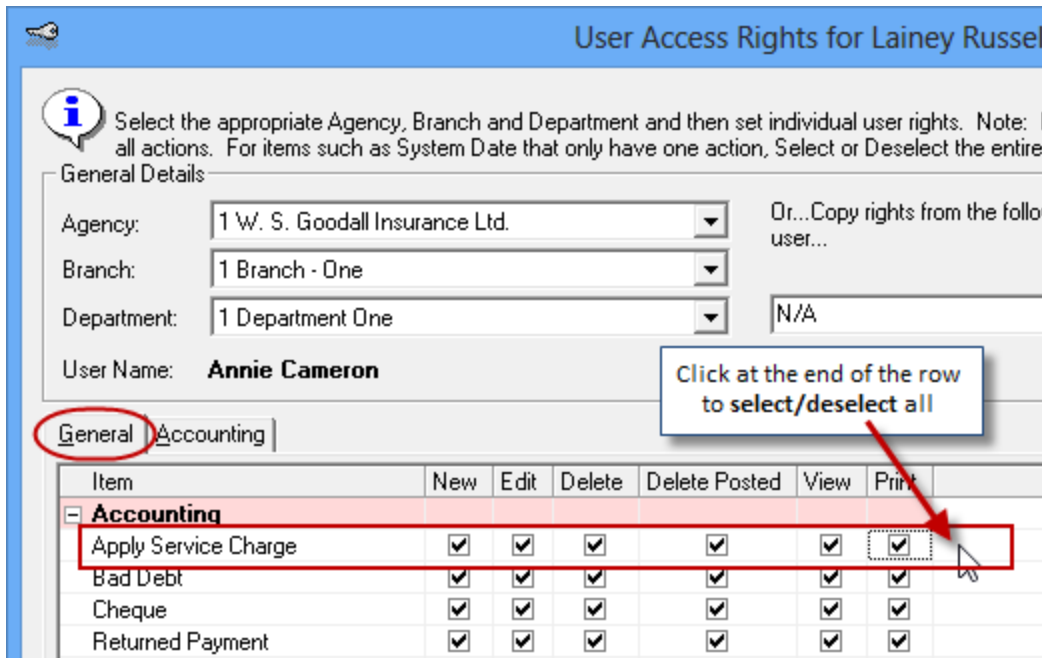 User Access Rights for Lainey Russel
Select the appropriate Agency, Branch and Department and then set individual user rights. Note:
all actions. For items such as System Date that only have one action, Select or Deselect the entire
General Details
Agency: 1 W. S. Goodall Insurance Ltd. Or...Copy rights from the follo
user...
Branch: 1 Branch - One
Department: 1 Department One N/A
User Name: Annie Cameron
Click at the end of the row
to select/deselect all
General Accounting
Item New Edit Delete Delete Posted View Print
Accounting
Apply Service Charge
Bad Debt
Cheque
Returned Payment